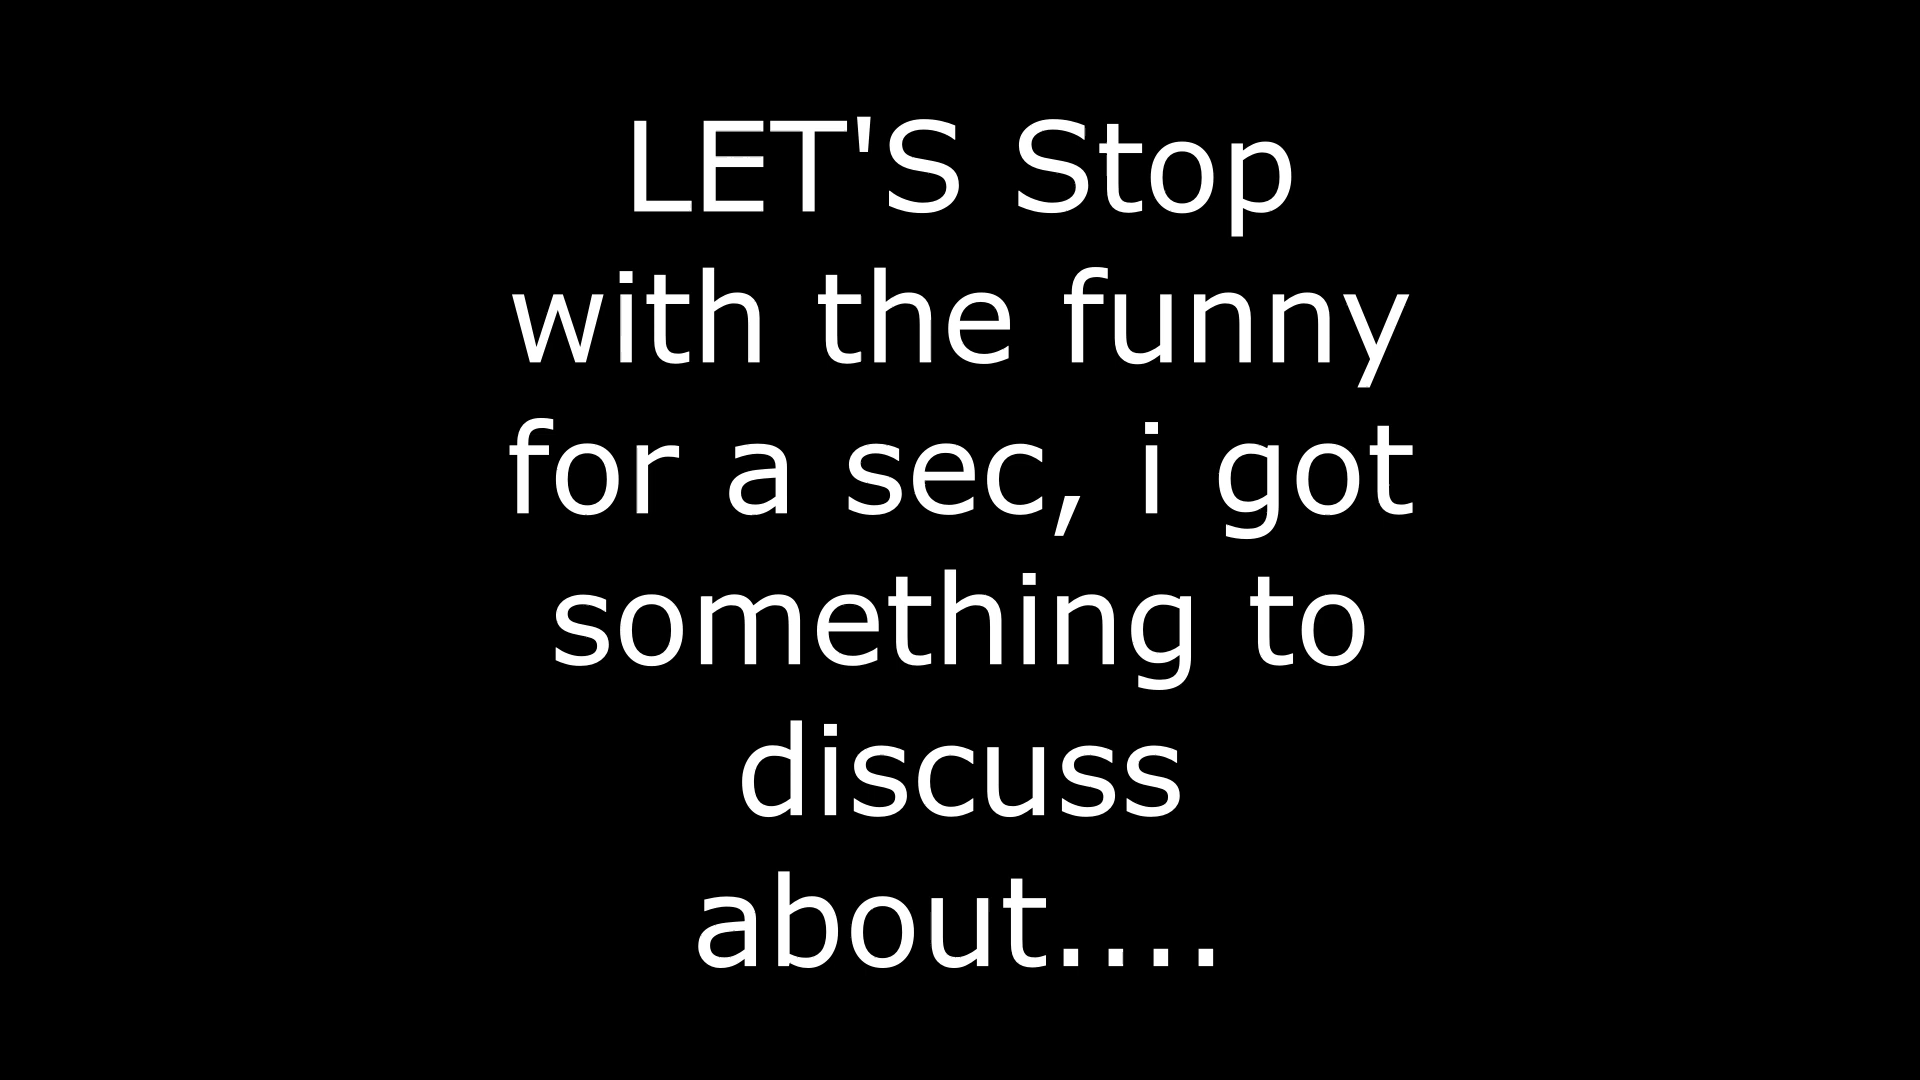 LET'S Stop
with the funny
for a sec, i got
something to
discuss
about....